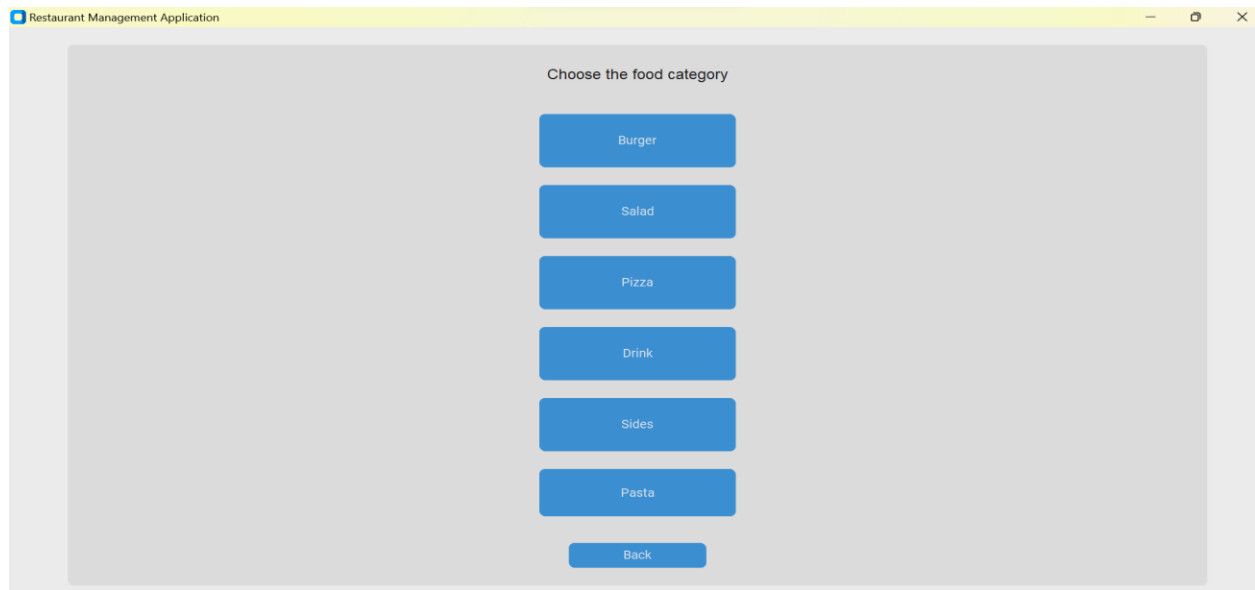 Restaurant Management Application
Choose the food category
Burger
Salad
Pizza
Drink
Sides
Pasta
Back